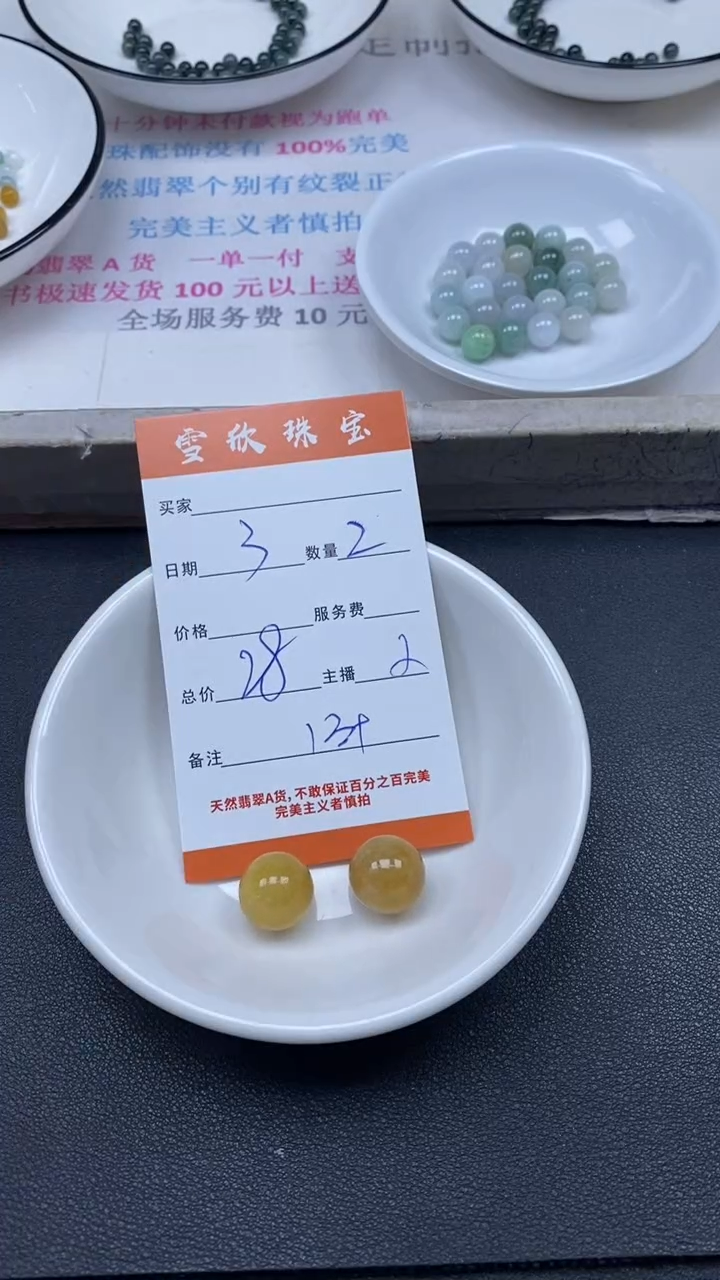 定制
十分钟未付款视为跑单
珠配饰没有 100%完美
然翡翠个别有纹裂正
完美主义者慎拍
翡翠 A 货 一单一付 支
书极速发货 100 元以上送
全场服务费 10 元
雪欣珠宝
买家
日期 3 数量 2
价格 服务费
总价 28 主播 2
备注 13+
天然翡翠A货,不敢保证百分之百完美
完美主义者慎拍